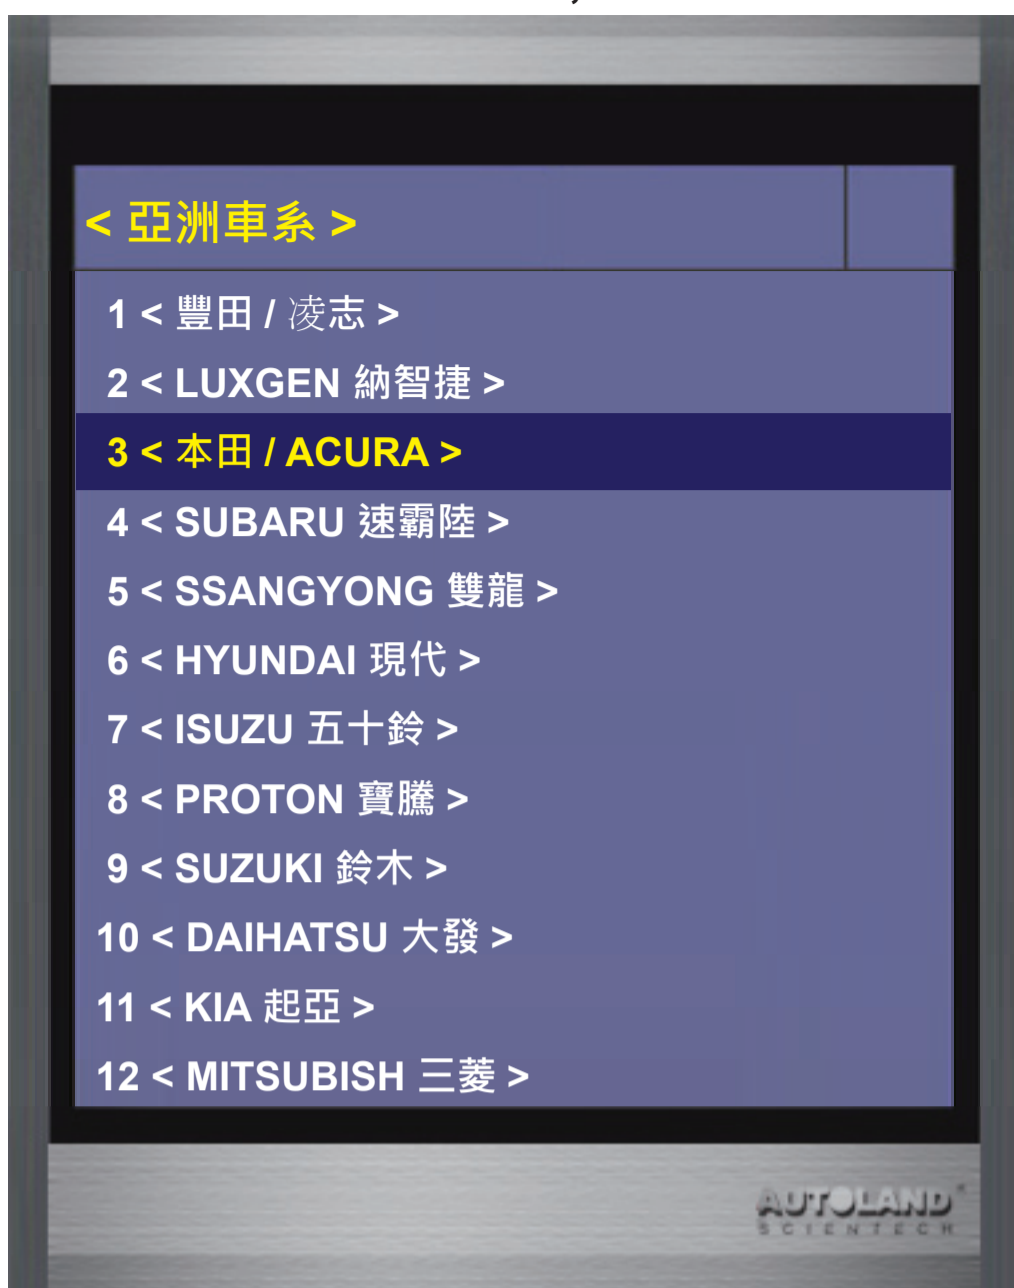 < 亞洲車系 >
1 < 豐田 / 凌志 >
2 < LUXGEN 納智捷 >
3 < 本田 / ACURA >
4 < SUBARU 速霸陸 >
5 < SSANGYONG 雙龍 >
6 < HYUNDAI 現代 >
7 < ISUZU 五十鈴 >
8 < PROTON 寶騰 >
9 < SUZUKI 鈴木 >
10 < DAIHATSU 大發 >
11 < KIA 起亞 >
12 < MITSUBISH 三菱 >
AUTOLAND
SCIENTECH